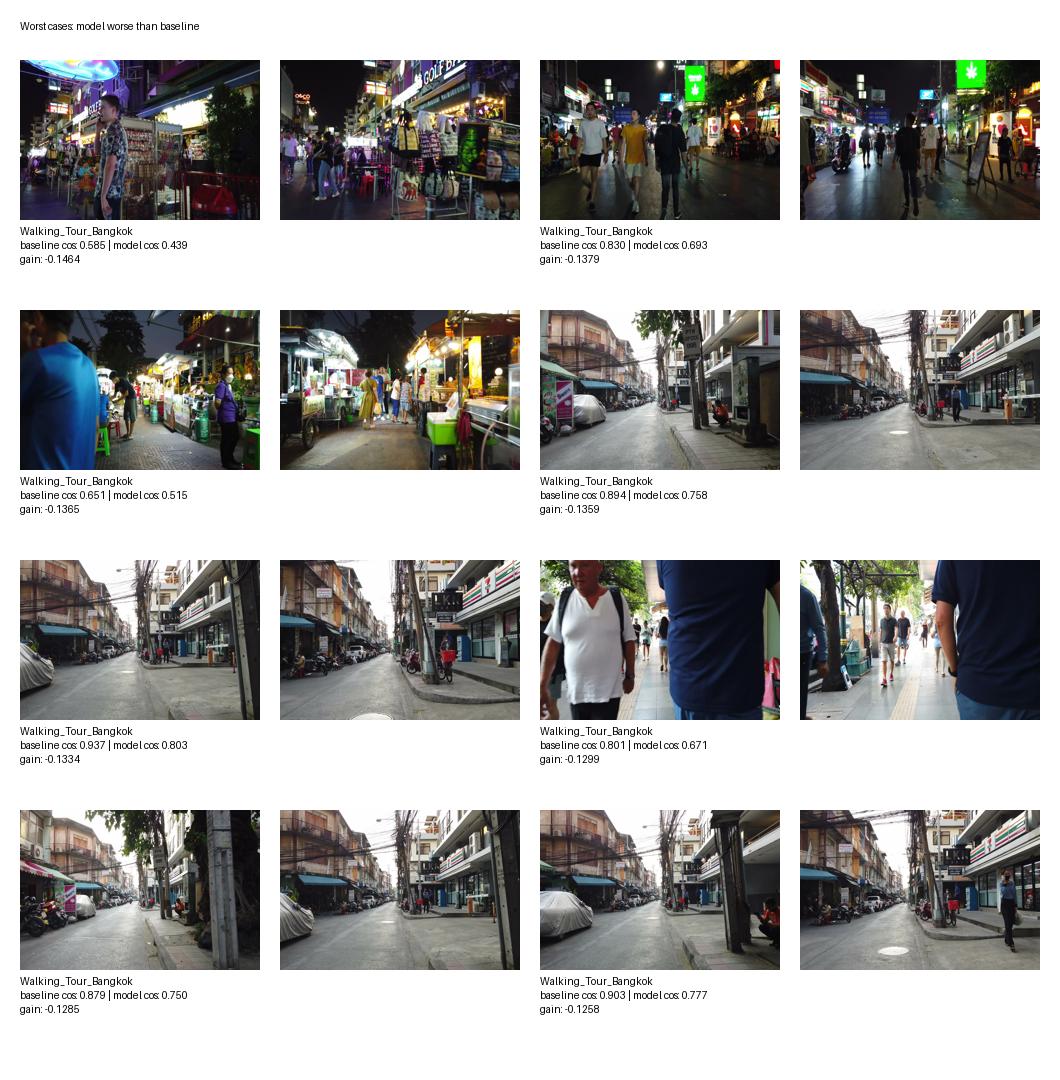 Worst cases: model worse than baseline
GOLF BA
Walking_Tour_Bangkok
baseline cos: 0.585 | model cos: 0.439
gain: -0.1464
Walking_Tour_Bangkok
baseline cos: 0.830 | model cos: 0.693
gain: -0.1379
Walking_Tour_Bangkok
baseline cos: 0.651 | model cos: 0.515
gain: -0.1365
Walking_Tour_Bangkok
baseline cos: 0.894 | model cos: 0.758
gain: -0.1359
Walking_Tour_Bangkok
baseline cos: 0.937 | model cos: 0.803
gain: -0.1334
Walking_Tour_Bangkok
baseline cos: 0.801 | model cos: 0.671
gain: -0.1299
Walking_Tour_Bangkok
baseline cos: 0.879 | model cos: 0.750
gain: -0.1285
Walking_Tour_Bangkok
baseline cos: 0.903 | model cos: 0.777
gain: -0.1258